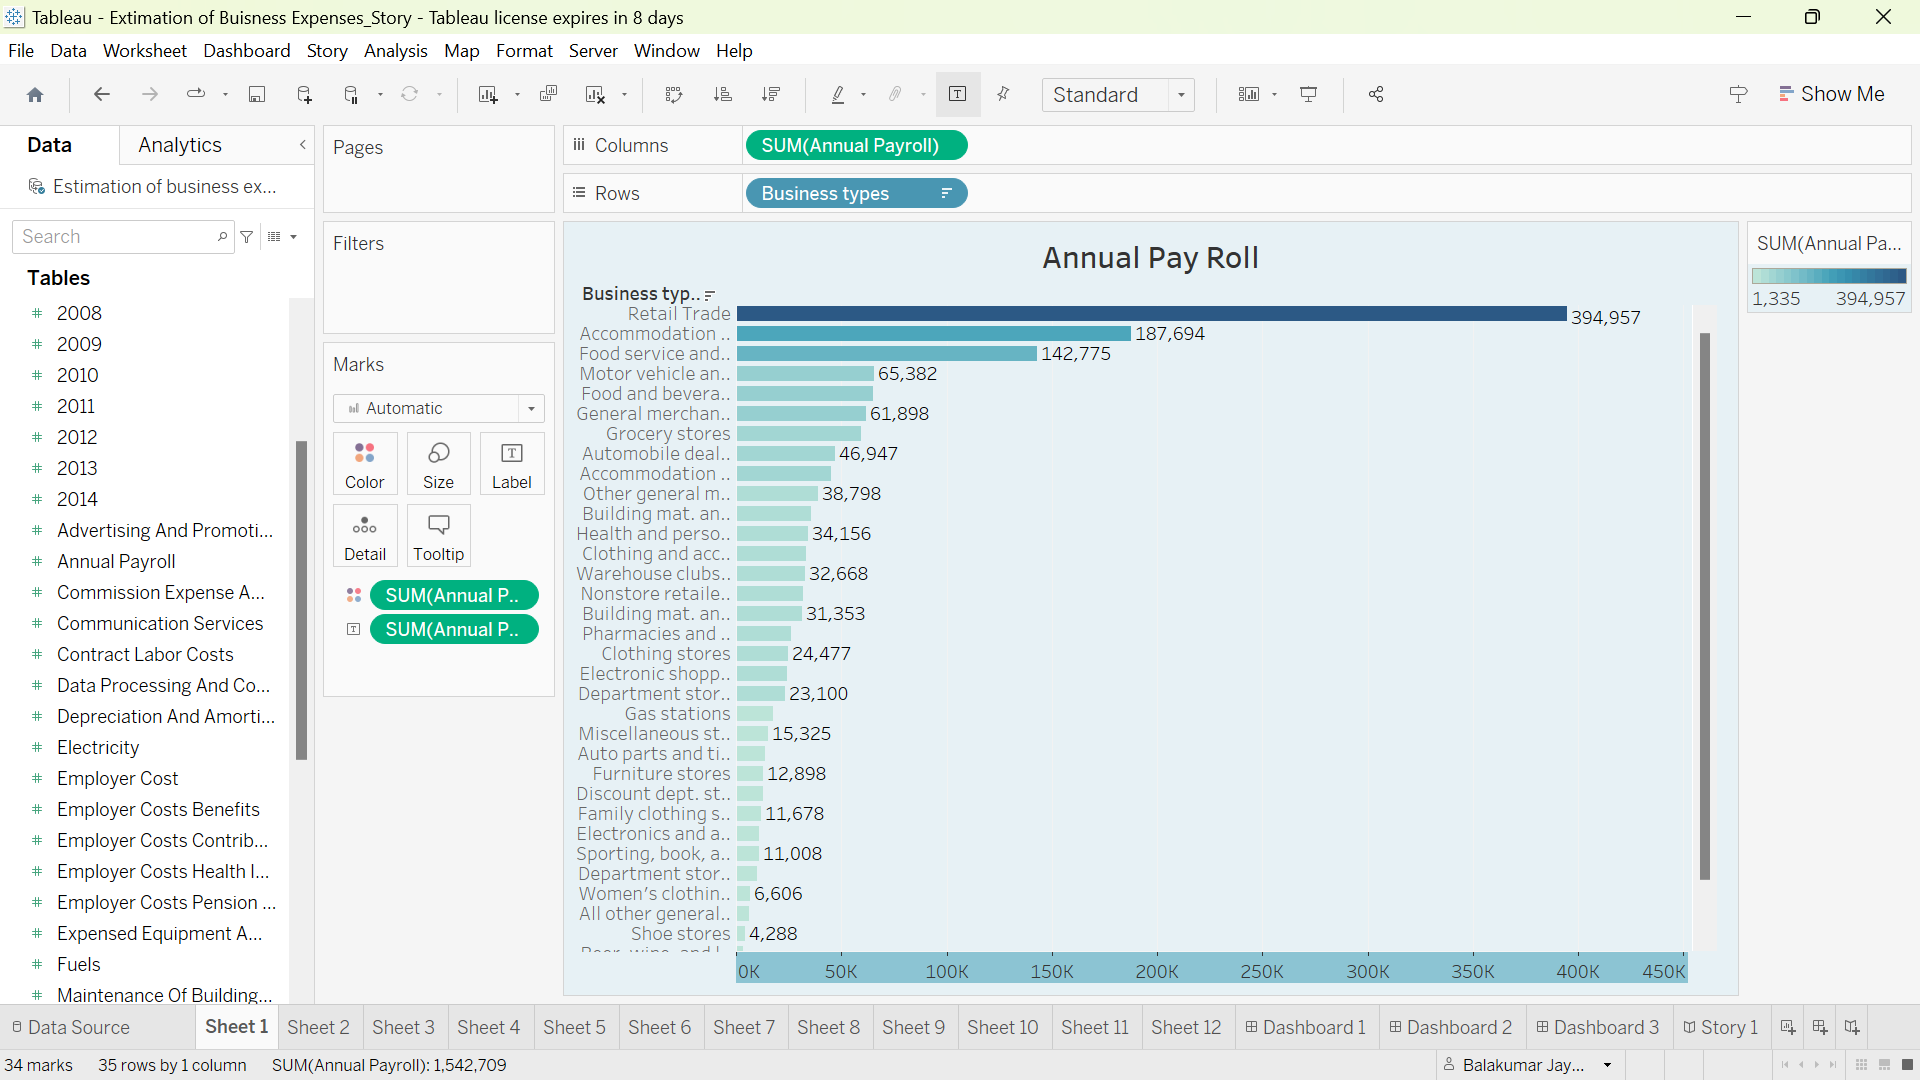 Tableau - Extimation of Buisness Expenses_Story - Tableau license expires in 8 days
File Data Worksheet Dashboard Story Analysis Map Format Server Window Help
Standard
Show Me
Data
Analytics
Estimation of business ex...
Search
Tables
2008
2009
2010
2011
2012
2013
2014
Advertising And Promoti...
Annual Payroll
Commission Expense A...
Communication Services
Contract Labor Costs
Data Processing And Co...
Depreciation And Amorti...
Electricity
Employer Cost
Employer Costs Benefits
Employer Costs Contrib...
Employer Costs Health I...
Employer Costs Pension ...
Expensed Equipment A...
Fuels
Maintenance Of Building...
Pages
Filters
Marks
Automatic
Color
Size
Label
Detail
Tooltip
SUM(Annual P..
SUM(Annual P..
Columns
SUM(Annual Payroll)
Rows
Business types
Annual Pay Roll
Business typ..
Retail Trade 394,957
Accommodation .. 187,694
Food service and.. 142,775
Motor vehicle an.. 65,382
Food and bevera..
General merchan.. 61,898
Grocery stores
Automobile deal.. 46,947
Accommodation ..
Other general m.. 38,798
Building mat. an..
Health and perso.. 34,156
Clothing and acc..
Warehouse clubs.. 32,668
Nonstore retaile..
Building mat. an.. 31,353
Pharmacies and ..
Clothing stores 24,477
Electronic shopp..
Department stor.. 23,100
Gas stations
Miscellaneous st.. 15,325
Auto parts and ti..
Furniture stores 12,898
Discount dept. st..
Family clothing s.. 11,678
Electronics and a..
Sporting, book, a.. 11,008
Department stor..
Women's clothin.. 6,606
All other general..
Shoe stores 4,288
0K 50K 100K 150K 200K 250K 300K 350K 400K 450K
SUM(Annual Pa...
1,335 394,957
Data Source Sheet 1 Sheet 2 Sheet 3 Sheet 4 Sheet 5 Sheet 6 Sheet 7 Sheet 8 Sheet 9 Sheet 10 Sheet 11 Sheet 12 Dashboard 1 Dashboard 2 Dashboard 3 Story 1
34 marks 35 rows by 1 column SUM(Annual Payroll): 1,542,709 Balakumar Jay...